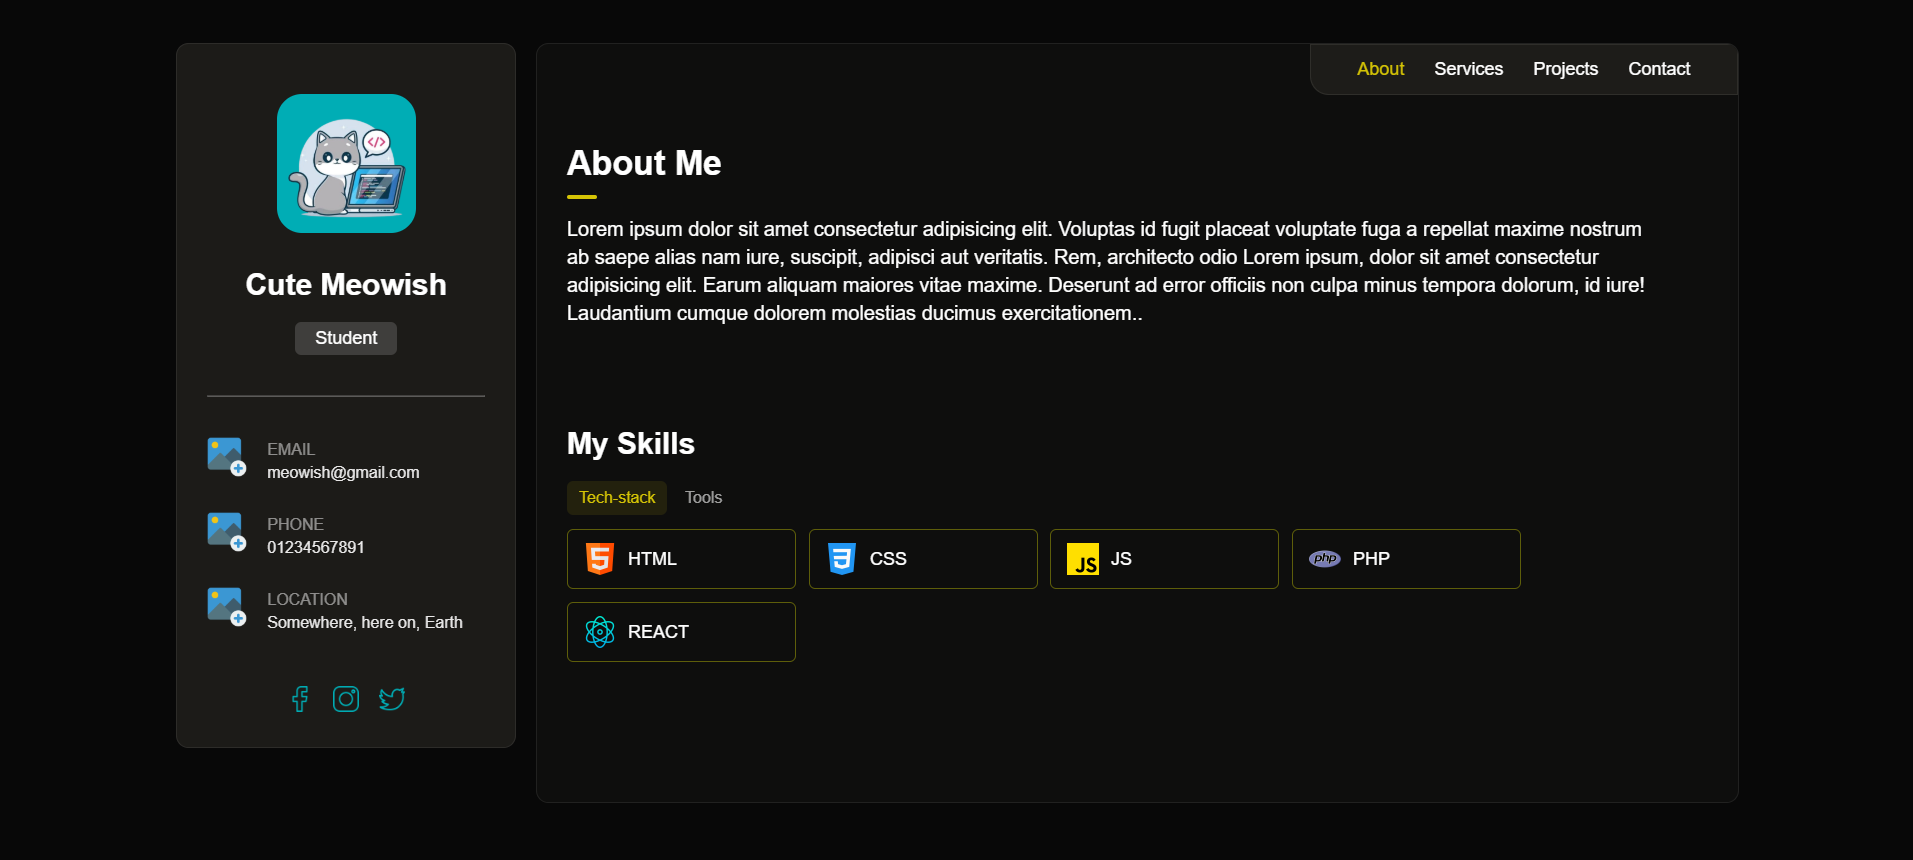 Cute Meowish
Student
EMAIL
meowish@gmail.com
PHONE
01234567891
LOCATION
Somewhere, here on, Earth
About Services Projects Contact
About Me
Lorem ipsum dolor sit amet consectetur adipisicing elit. Voluptas id fugit placeat voluptate fuga a repellat maxime nostrum
ab saepe alias nam iure, suscipit, adipisci aut veritatis. Rem, architecto odio Lorem ipsum, dolor sit amet consectetur
adipisicing elit. Earum aliquam maiores vitae maxime. Deserunt ad error officiis non culpa minus tempora dolorum, id iure!
Laudantium cumque dolorem molestias ducimus exercitationem..
My Skills
Tech-stack Tools
5 HTML 3 CSS JS JS php PHP
REACT